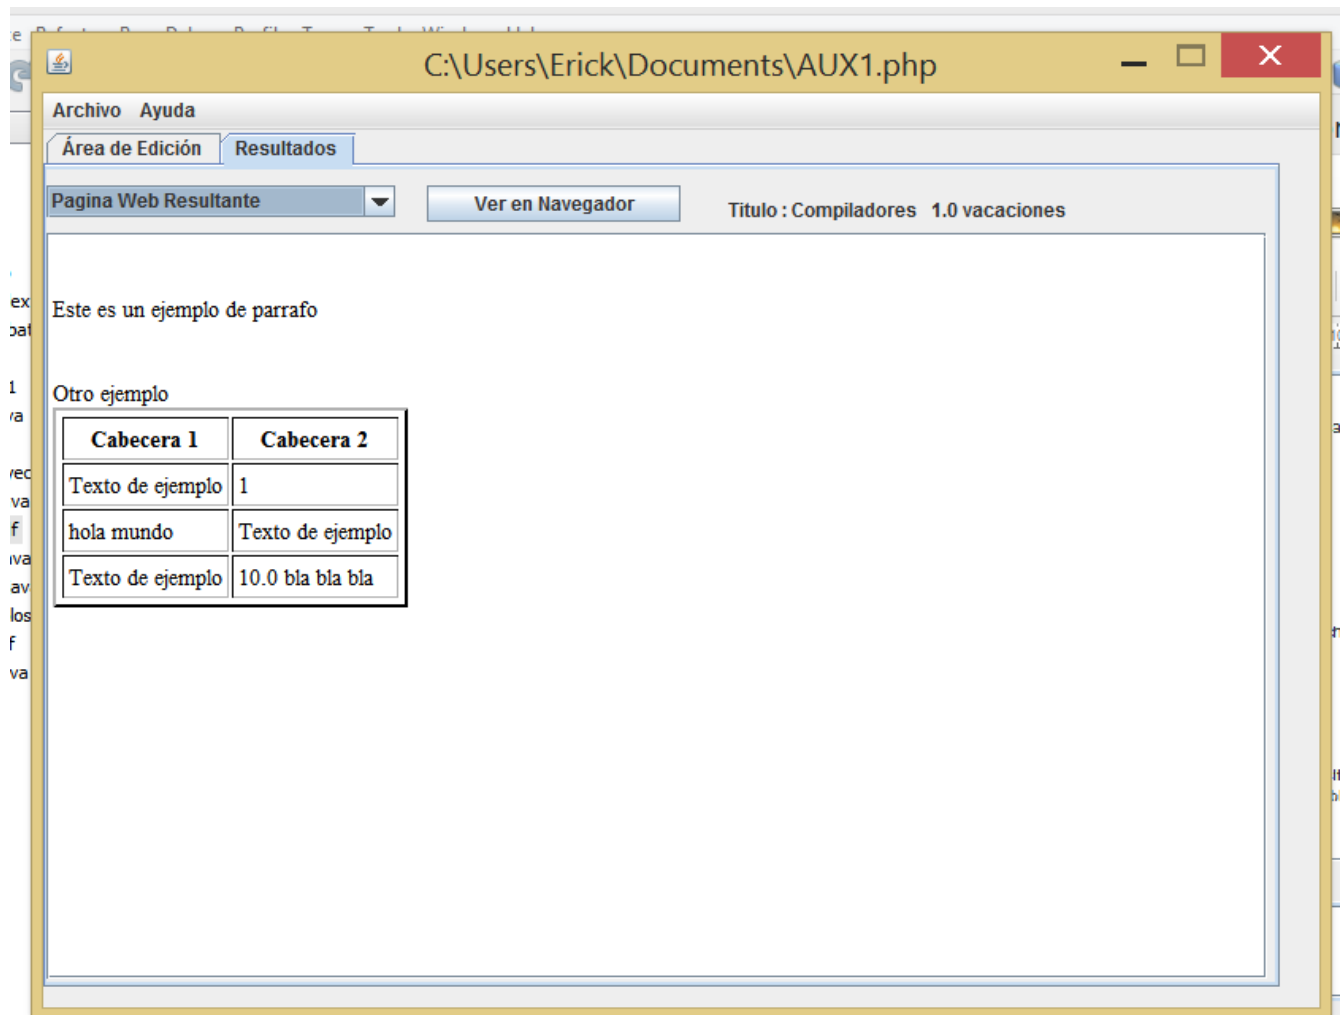 C:\Users\Erick\Documents\AUX1.php
Archivo Ayuda
Área de Edición Resultados
Pagina Web Resultante Ver en Navegador Titulo : Compiladores 1.0 vacaciones
Este es un ejemplo de parrafo
Otro ejemplo
Cabecera 1 Cabecera 2
Texto de ejemplo 1
hola mundo Texto de ejemplo
Texto de ejemplo 10.0 bla bla bla